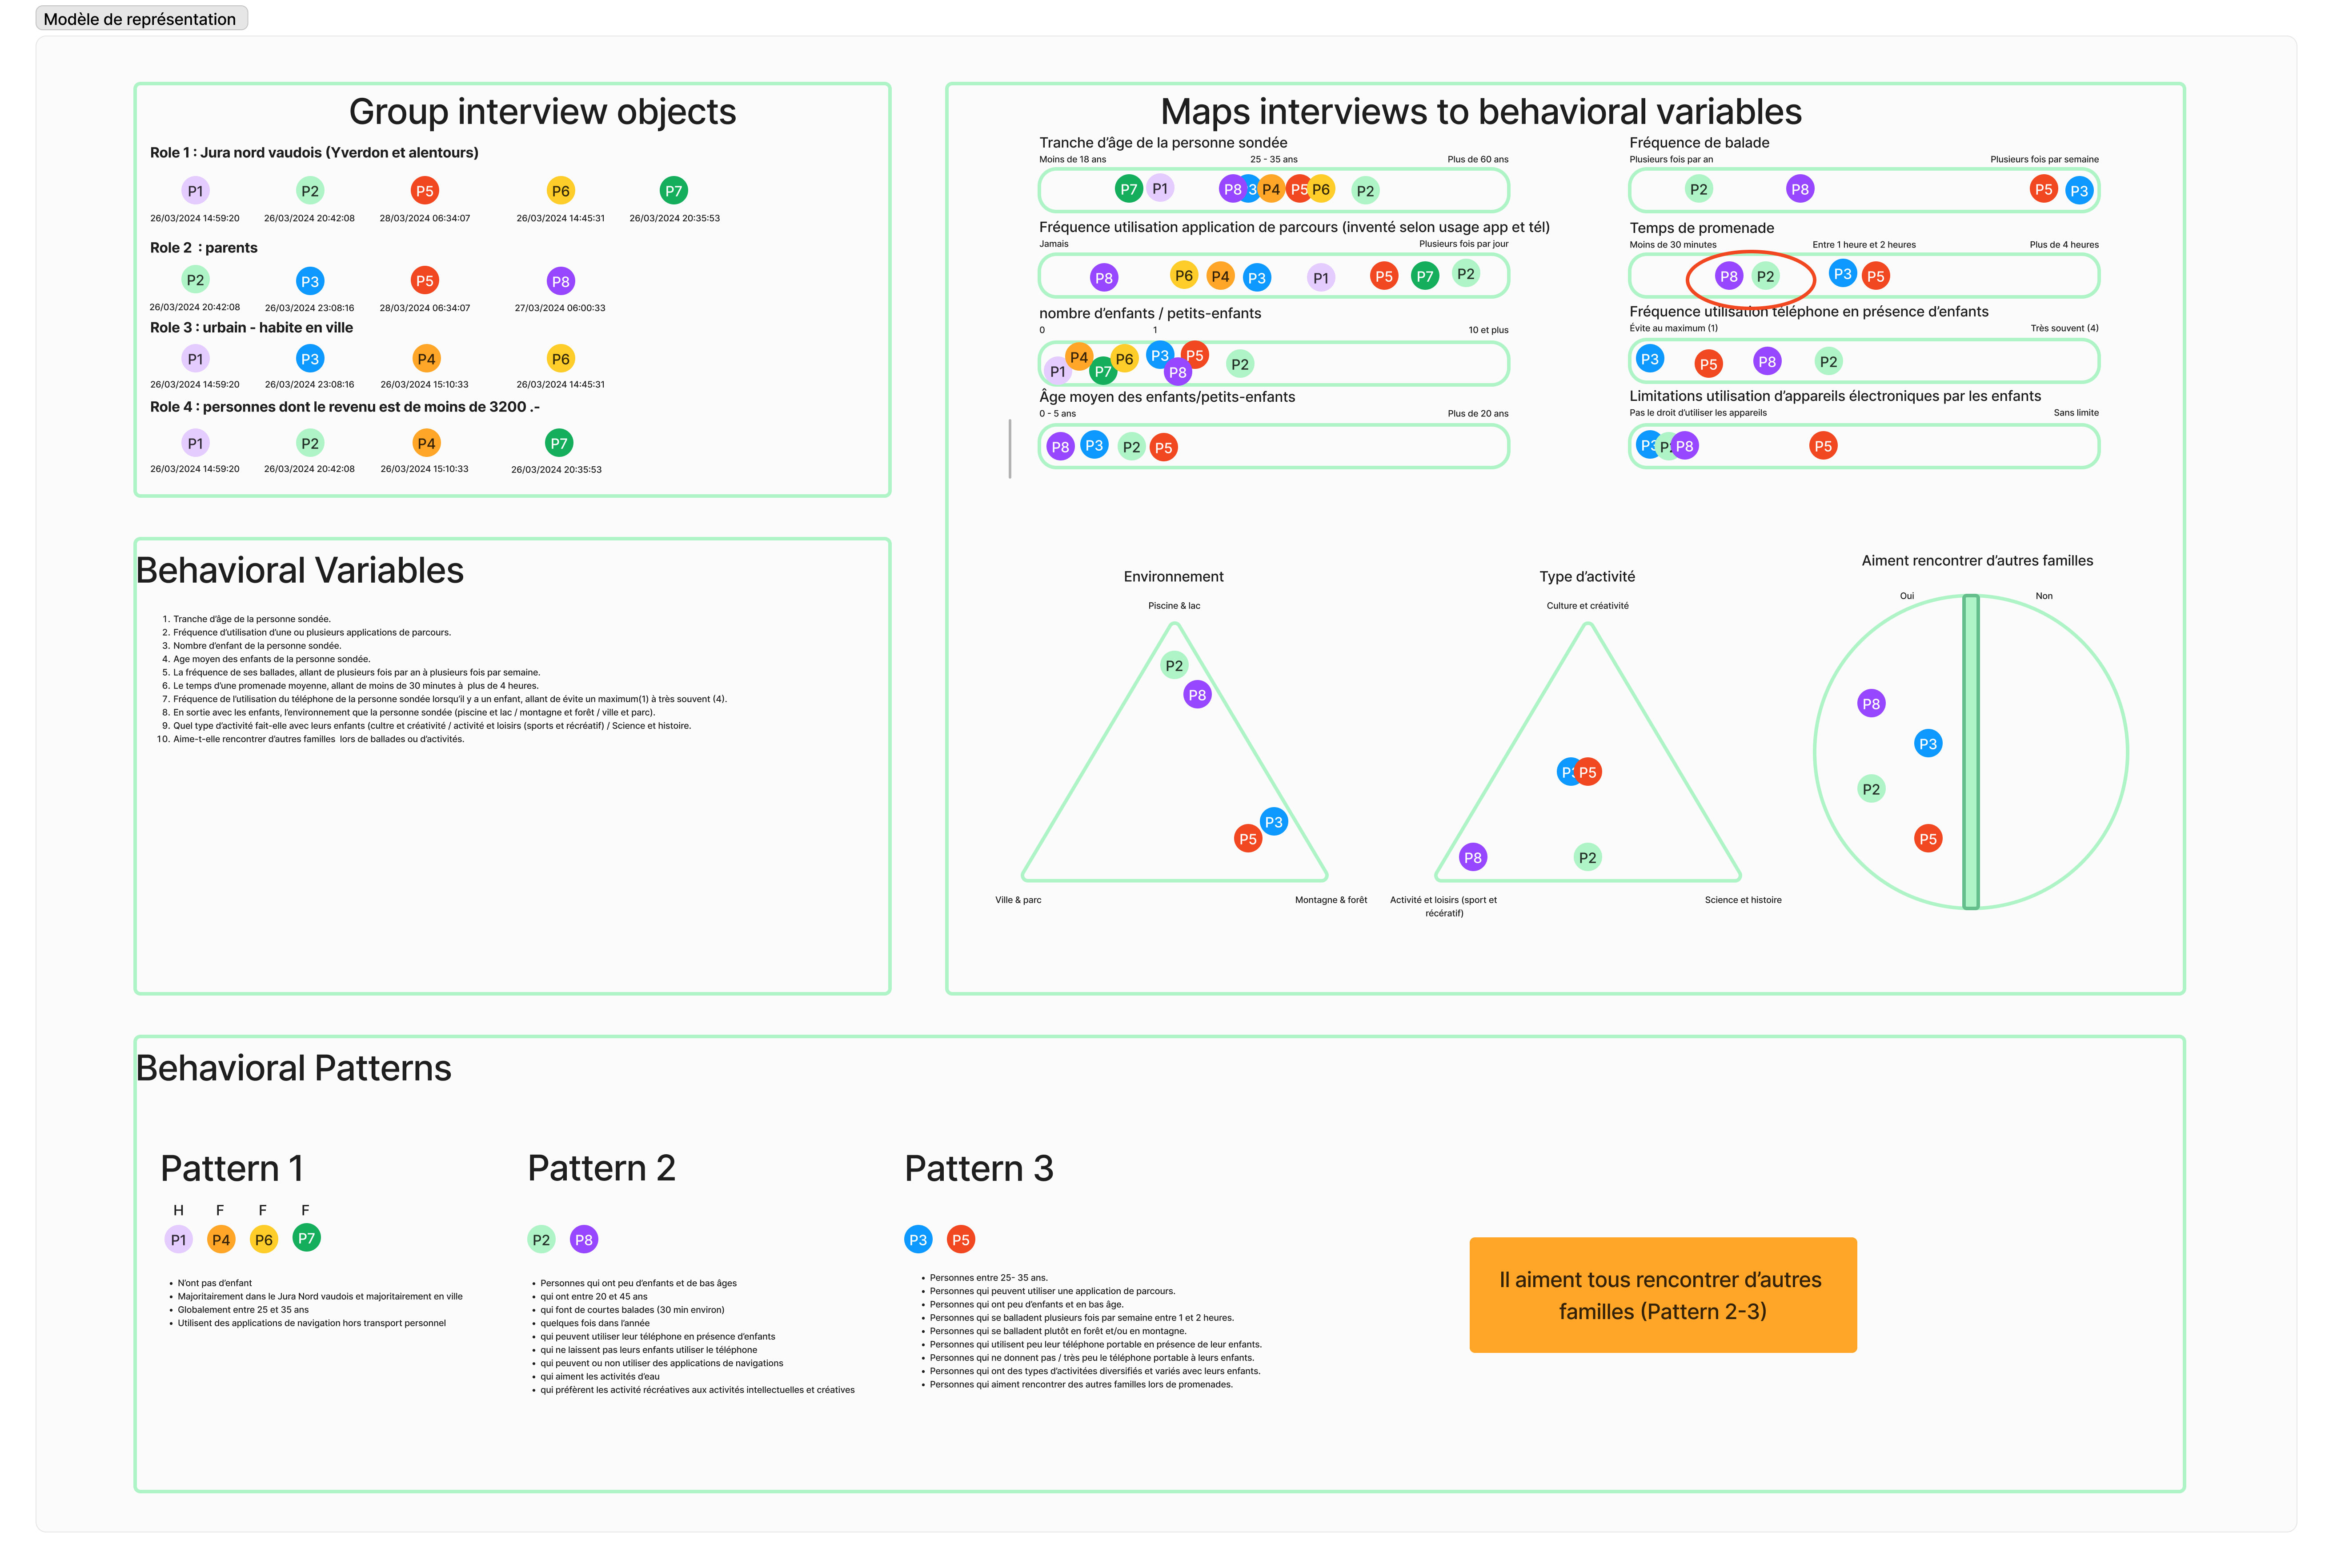 Modèle de représentation
Group interview objects
Role 1 : Jura nord vaudois (Yverdon et alentours)
P1 P2 P5 P6 P7
26/03/2024 14:59:20 26/03/2024 20:42:08 28/03/2024 06:34:07 26/03/2024 14:45:31 26/03/2024 20:35:53
Role 2 : parents
P2 P3 P5 P8
26/03/2024 20:42:08 26/03/2024 23:08:16 28/03/2024 06:34:07 27/03/2024 06:00:33
Role 3 : urbain - habite en ville
P1 P3 P4 P6
26/03/2024 14:59:20 26/03/2024 23:08:16 26/03/2024 15:10:33 26/03/2024 14:45:31
Role 4 : personnes dont le revenu est de moins de 3200 .-
P1 P2 P4 P7
26/03/2024 14:59:20 26/03/2024 20:42:08 26/03/2024 15:10:33 26/03/2024 20:35:53
Behavioral Variables
1. Tranche d'âge de la personne sondée.
2. Fréquence d'utilisation d'une ou plusieurs applications de parcours.
3. Nombre d'enfant de la personne sondée.
4. Age moyen des enfants de la personne sondée.
5. La fréquence de ses ballades, allant de plusieurs fois par an à plusieurs fois par semaine.
6. Le temps d'une promenade moyenne, allant de moins de 30 minutes à plus de 4 heures.
7. Fréquence de l'utilisation du téléphone de la personne sondée lorsqu'il y a un enfant, allant de évite un maximum(1) à très souvent (4).
8. En sortie avec les enfants, l'environement que la personne sondée (piscine et lac / montagne et forêt / ville et parc).
9. Quel type d'activité fait-elle avec leurs enfants (cultre et créativité / activité et loisirs (sports et récréatif) / Science et histoire.
10. Aime-t-elle rencontrer d'autres familles lors de ballades ou d'activités.
Maps interviews to behavioral variables
Tranche d'âge de la personne sondée
Moins de 18 ans 25 - 35 ans Plus de 60 ans
P7 P1 P8 3 P4 P5 P6 P2
Fréquence utilisation application de parcours (inventé selon usage app et tél)
Jamais Plusieurs fois par jour
P8 P6 P4 P3 P1 P5 P7 P2
nombre d'enfants / petits-enfants
0 1 10 et plus
P1 P4 P7 P6 P3 P8 P5 P2
Âge moyen des enfants/petits-enfants
0 - 5 ans Plus de 20 ans
P8 P3 P2 P5
Fréquence de balade
Plusieurs fois par an Plusieurs fois par semaine
P2 P8 P5 P3
Temps de promenade
Moins de 30 minutes Entre 1 heure et 2 heures Plus de 4 heures
P8 P2 P3 P5
Fréquence utilisation téléphone en présence d'enfants
Évite au maximum (1) Très souvent (4)
P3 P5 P8 P2
Limitations utilisation d'appareils électroniques par les enfants
Pas le droit d'utiliser les appareils Sans limite
P3 P2 P8 P5
Environnement
Piscine & lac
P2
P8
P3
P5
Ville & parc Montagne & forêt
Type d'activité
Culture et créativité
P3 P5
P8 P2
Activité et loisirs (sport et
récératif)
Science et histoire
Aiment rencontrer d'autres familles
Oui Non
P8
P3
P2
P5
Behavioral Patterns
Pattern 1
H F F F
P1 P4 P6 P7
• N'ont pas d'enfant
• Majoritairement dans le Jura Nord vaudois et majoritairement en ville
• Globalement entre 25 et 35 ans
• Utilisent des applications de navigation hors transport personnel
Pattern 2
P2 P8
• Personnes qui ont peu d'enfants et de bas âges
• qui ont entre 20 et 45 ans
• qui font de courtes balades (30 min environ)
• quelques fois dans l'année
• qui peuvent utiliser leur téléphone en présence d'enfants
• qui ne laissent pas leurs enfants utiliser le téléphone
• qui peuvent ou non utiliser des applications de navigations
• qui aiment les activités d'eau
• qui préfèrent les activité récréatives aux activités intellectuelles et créatives
Pattern 3
P3 P5
• Personnes entre 25- 35 ans.
• Personnes qui peuvent utiliser une application de parcours.
• Personnes qui ont peu d'enfants et en bas âge.
• Personnes qui se balladent plusieurs fois par semaine entre 1 et 2 heures.
• Personnes qui se balladent plutôt en forêt et/ou en montagne.
• Personnes qui utilisent peu leur téléphone portable en présence de leur enfants.
• Personnes qui ne donnent pas / très peu le téléphone portable à leurs enfants.
• Personnes qui ont des types d'activitées diversifiés et variés avec leurs enfants.
• Personnes qui aiment rencontrer des autres familles lors de promenades.
Il aiment tous rencontrer d'autres
familles (Pattern 2-3)